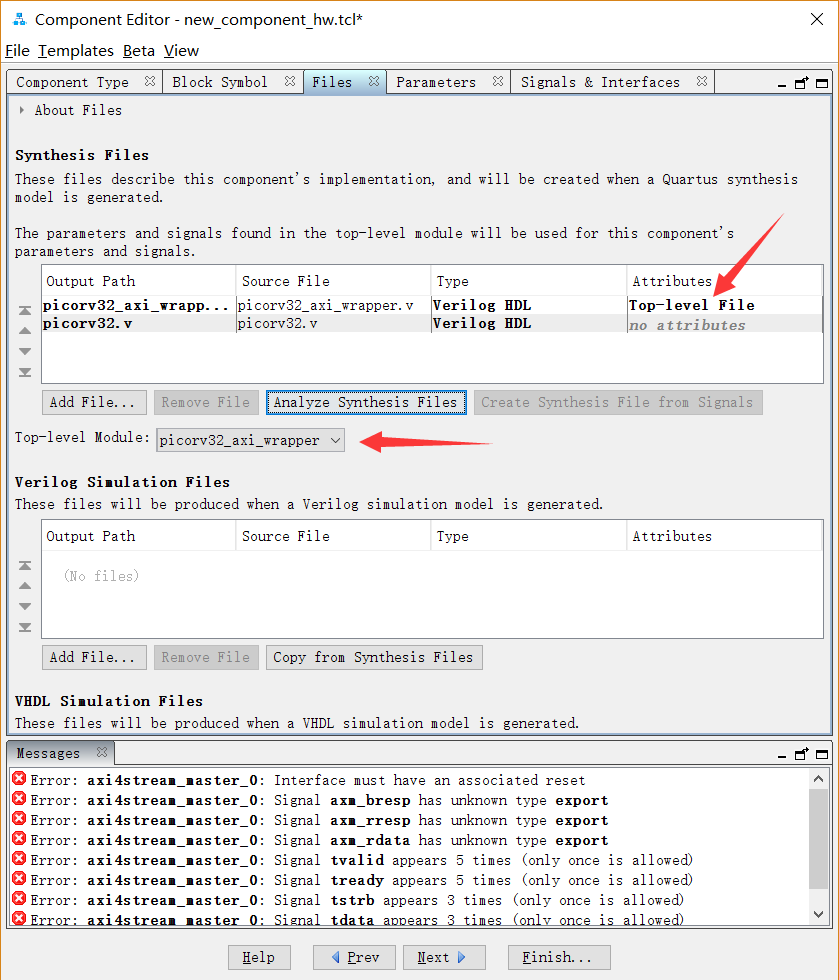 Component Editor - new_component_hw.tcl*
File Templates Beta View
Component Type Block Symbol Files Parameters Signals & Interfaces
About Files
Synthesis Files
These files describe this component's implementation, and will be created when a Quartus synthesis
model is generated.
The parameters and signals found in the top-level module will be used for this component's
parameters and signals.
Output Path Source File Type Attributes
picorv32_axi_wrapp... picorv32_axi_wrapper.v Verilog HDL Top-level File
picorv32.v picorv32.v Verilog HDL no attributes
Add File... Remove File Analyze Synthesis Files Create Synthesis File from Signals
Top-level Module: picorv32_axi_wrapper
Verilog Simulation Files
These files will be produced when a Verilog simulation model is generated.
Output Path Source File Type Attributes
(No files)
Add File... Remove File Copy from Synthesis Files
VHDL Simulation Files
These files will be produced when a VHDL simulation model is generated.
Messages
Error: axi4stream_master_0: Interface must have an associated reset
Error: axi4stream_master_0: Signal axm_bresp has unknown type export
Error: axi4stream_master_0: Signal axm_rresp has unknown type export
Error: axi4stream_master_0: Signal axm_rdata has unknown type export
Error: axi4stream_master_0: Signal tvalid appears 5 times (only once is allowed)
Error: axi4stream_master_0: Signal tready appears 5 times (only once is allowed)
Error: axi4stream_master_0: Signal tstrb appears 3 times (only once is allowed)
Error: axi4stream_master_0: Signal tdata appears 3 times (only once is allowed)
Help Prev Next Finish...